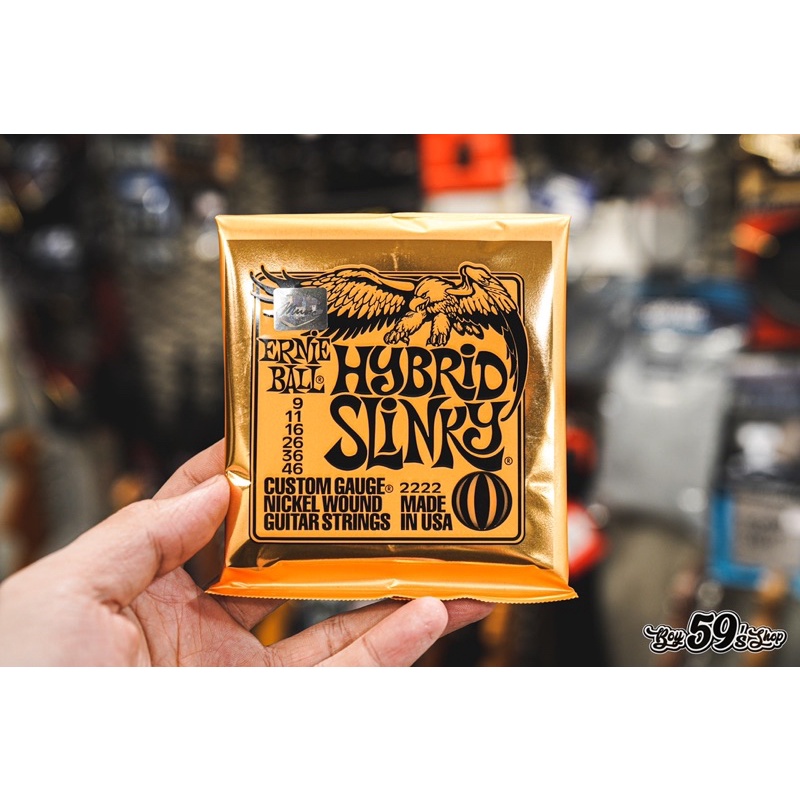 ERNIE
BALL®
HYBRID
SLINKY®
9
11
16
26
36
46
CUSTOM GAUGE®
NICKEL WOUND
GUITAR STRINGS
2222
MADE
IN USA
Boy 59's Shop